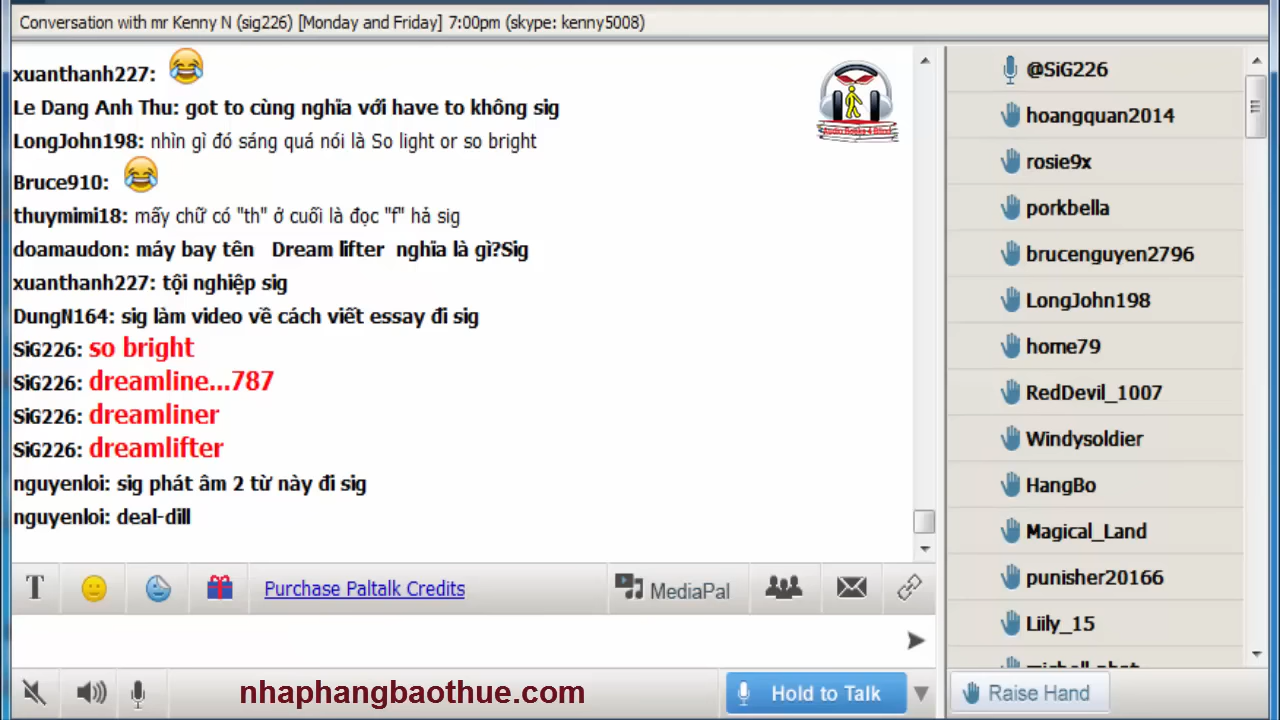 Conversation with mr Kenny N (sig226) [Monday and Friday] 7:00pm (skype: kenny5008)
xuanthanh227:
Le Dang Anh Thu: got to cùng nghĩa với have to không sig
LongJohn198: nhìn gì đó sáng quá nói là So light or so bright
Bruce910:
thuymimi18: mấy chữ có "th" ở cuối là đọc "f" hả sig
doamaudon: máy bay tên Dream lifter nghĩa là gì?Sig
xuanthanh227: tội nghiệp sig
DungN164: sig làm video về cách viết essay đi sig
SiG226: so bright
SiG226: dreamline...787
SiG226: dreamliner
SiG226: dreamlifter
nguyenloi: sig phát âm 2 từ này đi sig
nguyenloi: deal-dill
T
Purchase Paltalk Credits
MediaPal
nhaphangbaothue.com
Hold to Talk
@SiG226
hoangquan2014
rosie9x
porkbella
brucenguyen2796
LongJohn198
home79
RedDevil_1007
Windysoldier
HangBo
Magical_Land
punisher20166
Liily_15
Raise Hand